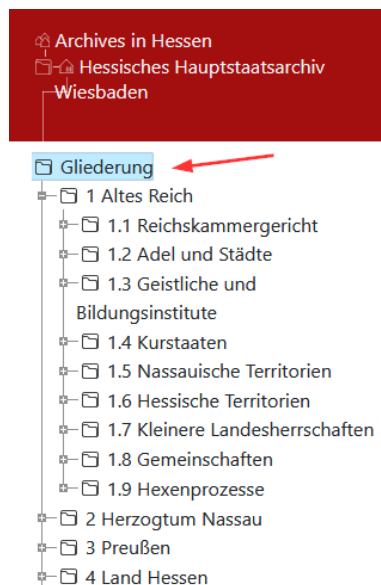 Archives in Hessen
Hessisches Hauptstaatsarchiv
Wiesbaden
Gliederung
1 Altes Reich
1.1 Reichskammergericht
1.2 Adel und Städte
1.3 Geistliche und
Bildungsinstitute
1.4 Kurstaaten
1.5 Nassauische Territorien
1.6 Hessische Territorien
1.7 Kleinere Landesherrschaften
1.8 Gemeinschaften
1.9 Hexenprozesse
2 Herzogtum Nassau
3 Preußen
4 Land Hessen